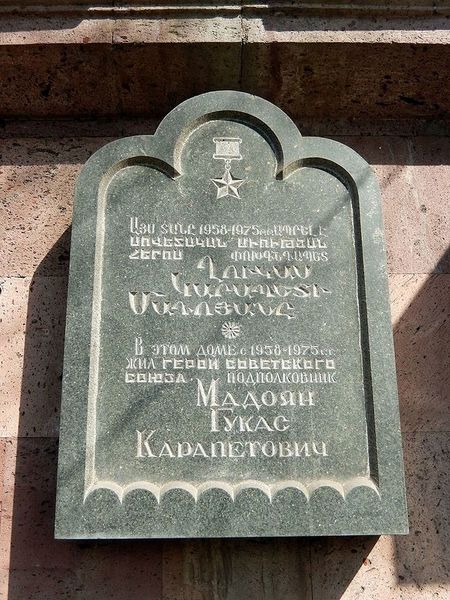 ԱՅՍ ՏԱՆԸ 1958-1975թթ. ԱՊՐԵԼ Է
ՍՈՎԵՏԱԿԱՆ ՄԻՈՒԹՅԱՆ
ՀԵՐՈՍ ՓՈԽԳՆԴԱՊԵՏ
ՂՈՒԿԱՍ
ԿԱՐԱՊԵՏԻ
ՄԱԴՈՅԱՆԸ
В ЭТОМ ДОМЕ с 1958-1975 г.г.
ЖИЛ ГЕРОЙ СОВЕТСКОГО
СОЮЗА. ПОДПОЛКОВНИК
МАДОЯН
ГУКАС
КАРАПЕТОВИЧ